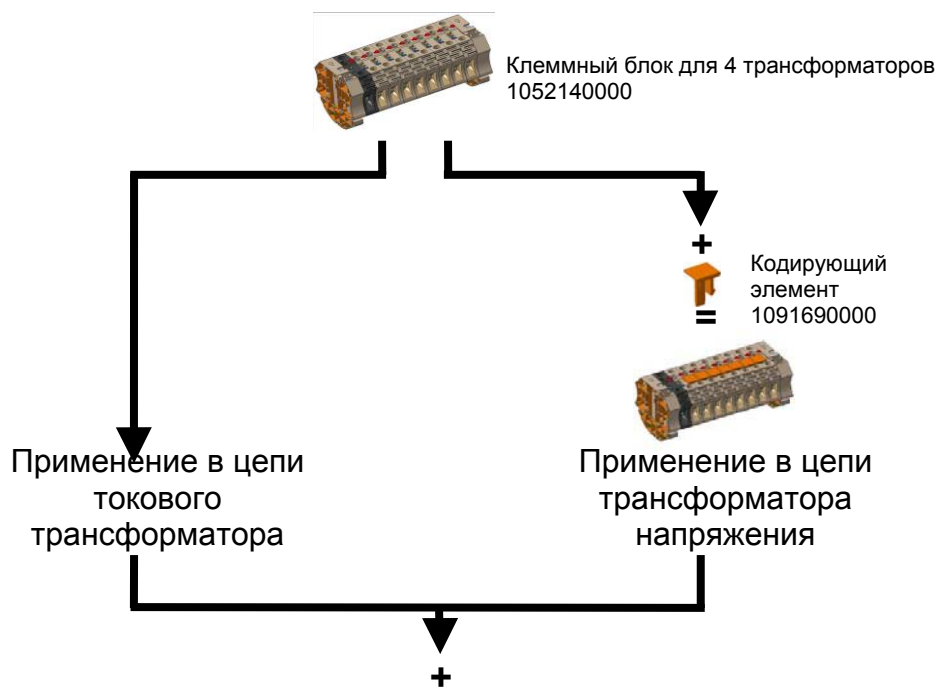 Клеммный блок для 4 трансформаторов
1052140000
+
Кодирующий
элемент
=
1091690000
Применение в цепи
токового
трансформатора
Применение в цепи
трансформатора
напряжения
+